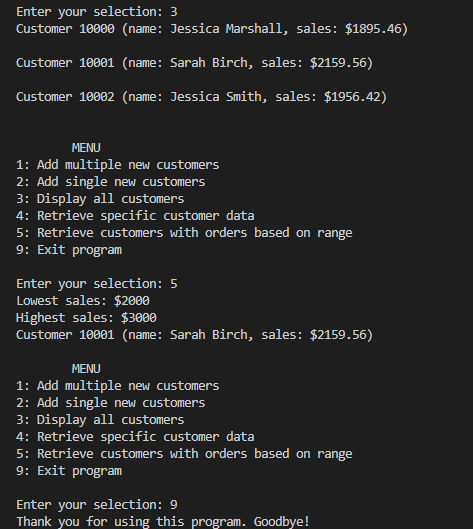 Enter your selection: 3
Customer 10000 (name: Jessica Marshall, sales: $1895.46)
Customer 10001 (name: Sarah Birch, sales: $2159.56)
Customer 10002 (name: Jessica Smith, sales: $1956.42)
MENU
1: Add multiple new customers
2: Add single new customers
3: Display all customers
4: Retrieve specific customer data
5: Retrieve customers with orders based on range
9: Exit program
Enter your selection: 5
Lowest sales: $2000
Highest sales: $3000
Customer 10001 (name: Sarah Birch, sales: $2159.56)
MENU
1: Add multiple new customers
2: Add single new customers
3: Display all customers
4: Retrieve specific customer data
5: Retrieve customers with orders based on range
9: Exit program
Enter your selection: 9
Thank you for using this program. Goodbye!